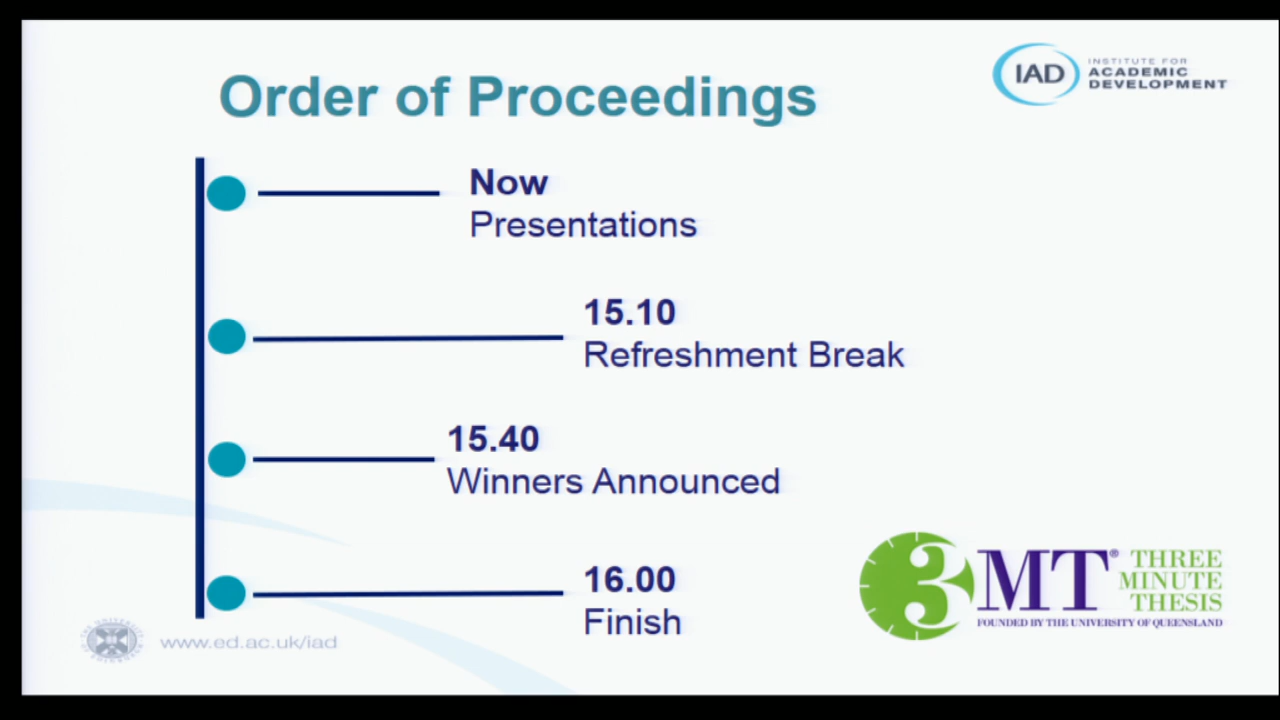 Order of Proceedings
IAD
INSTITUTE FOR
ACADEMIC
DEVELOPMENT
Now
Presentations
15.10
Refreshment Break
15.40
Winners Announced
16.00
Finish
3MT® THREE
MINUTE
THESIS
FOUNDED BY THE UNIVERSITY OF QUEENSLAND
www.ed.ac.uk/iad